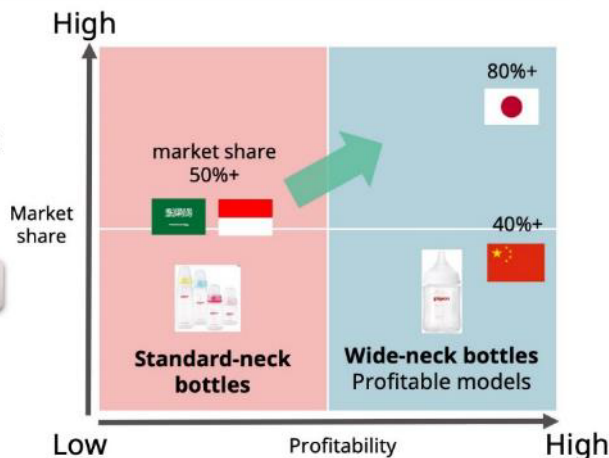 High
80%+
market share
50%+
Market
share
40%+
pigeon
Standard-neck
bottles
Wide-neck bottles
Profitable models
Low
Profitability
High